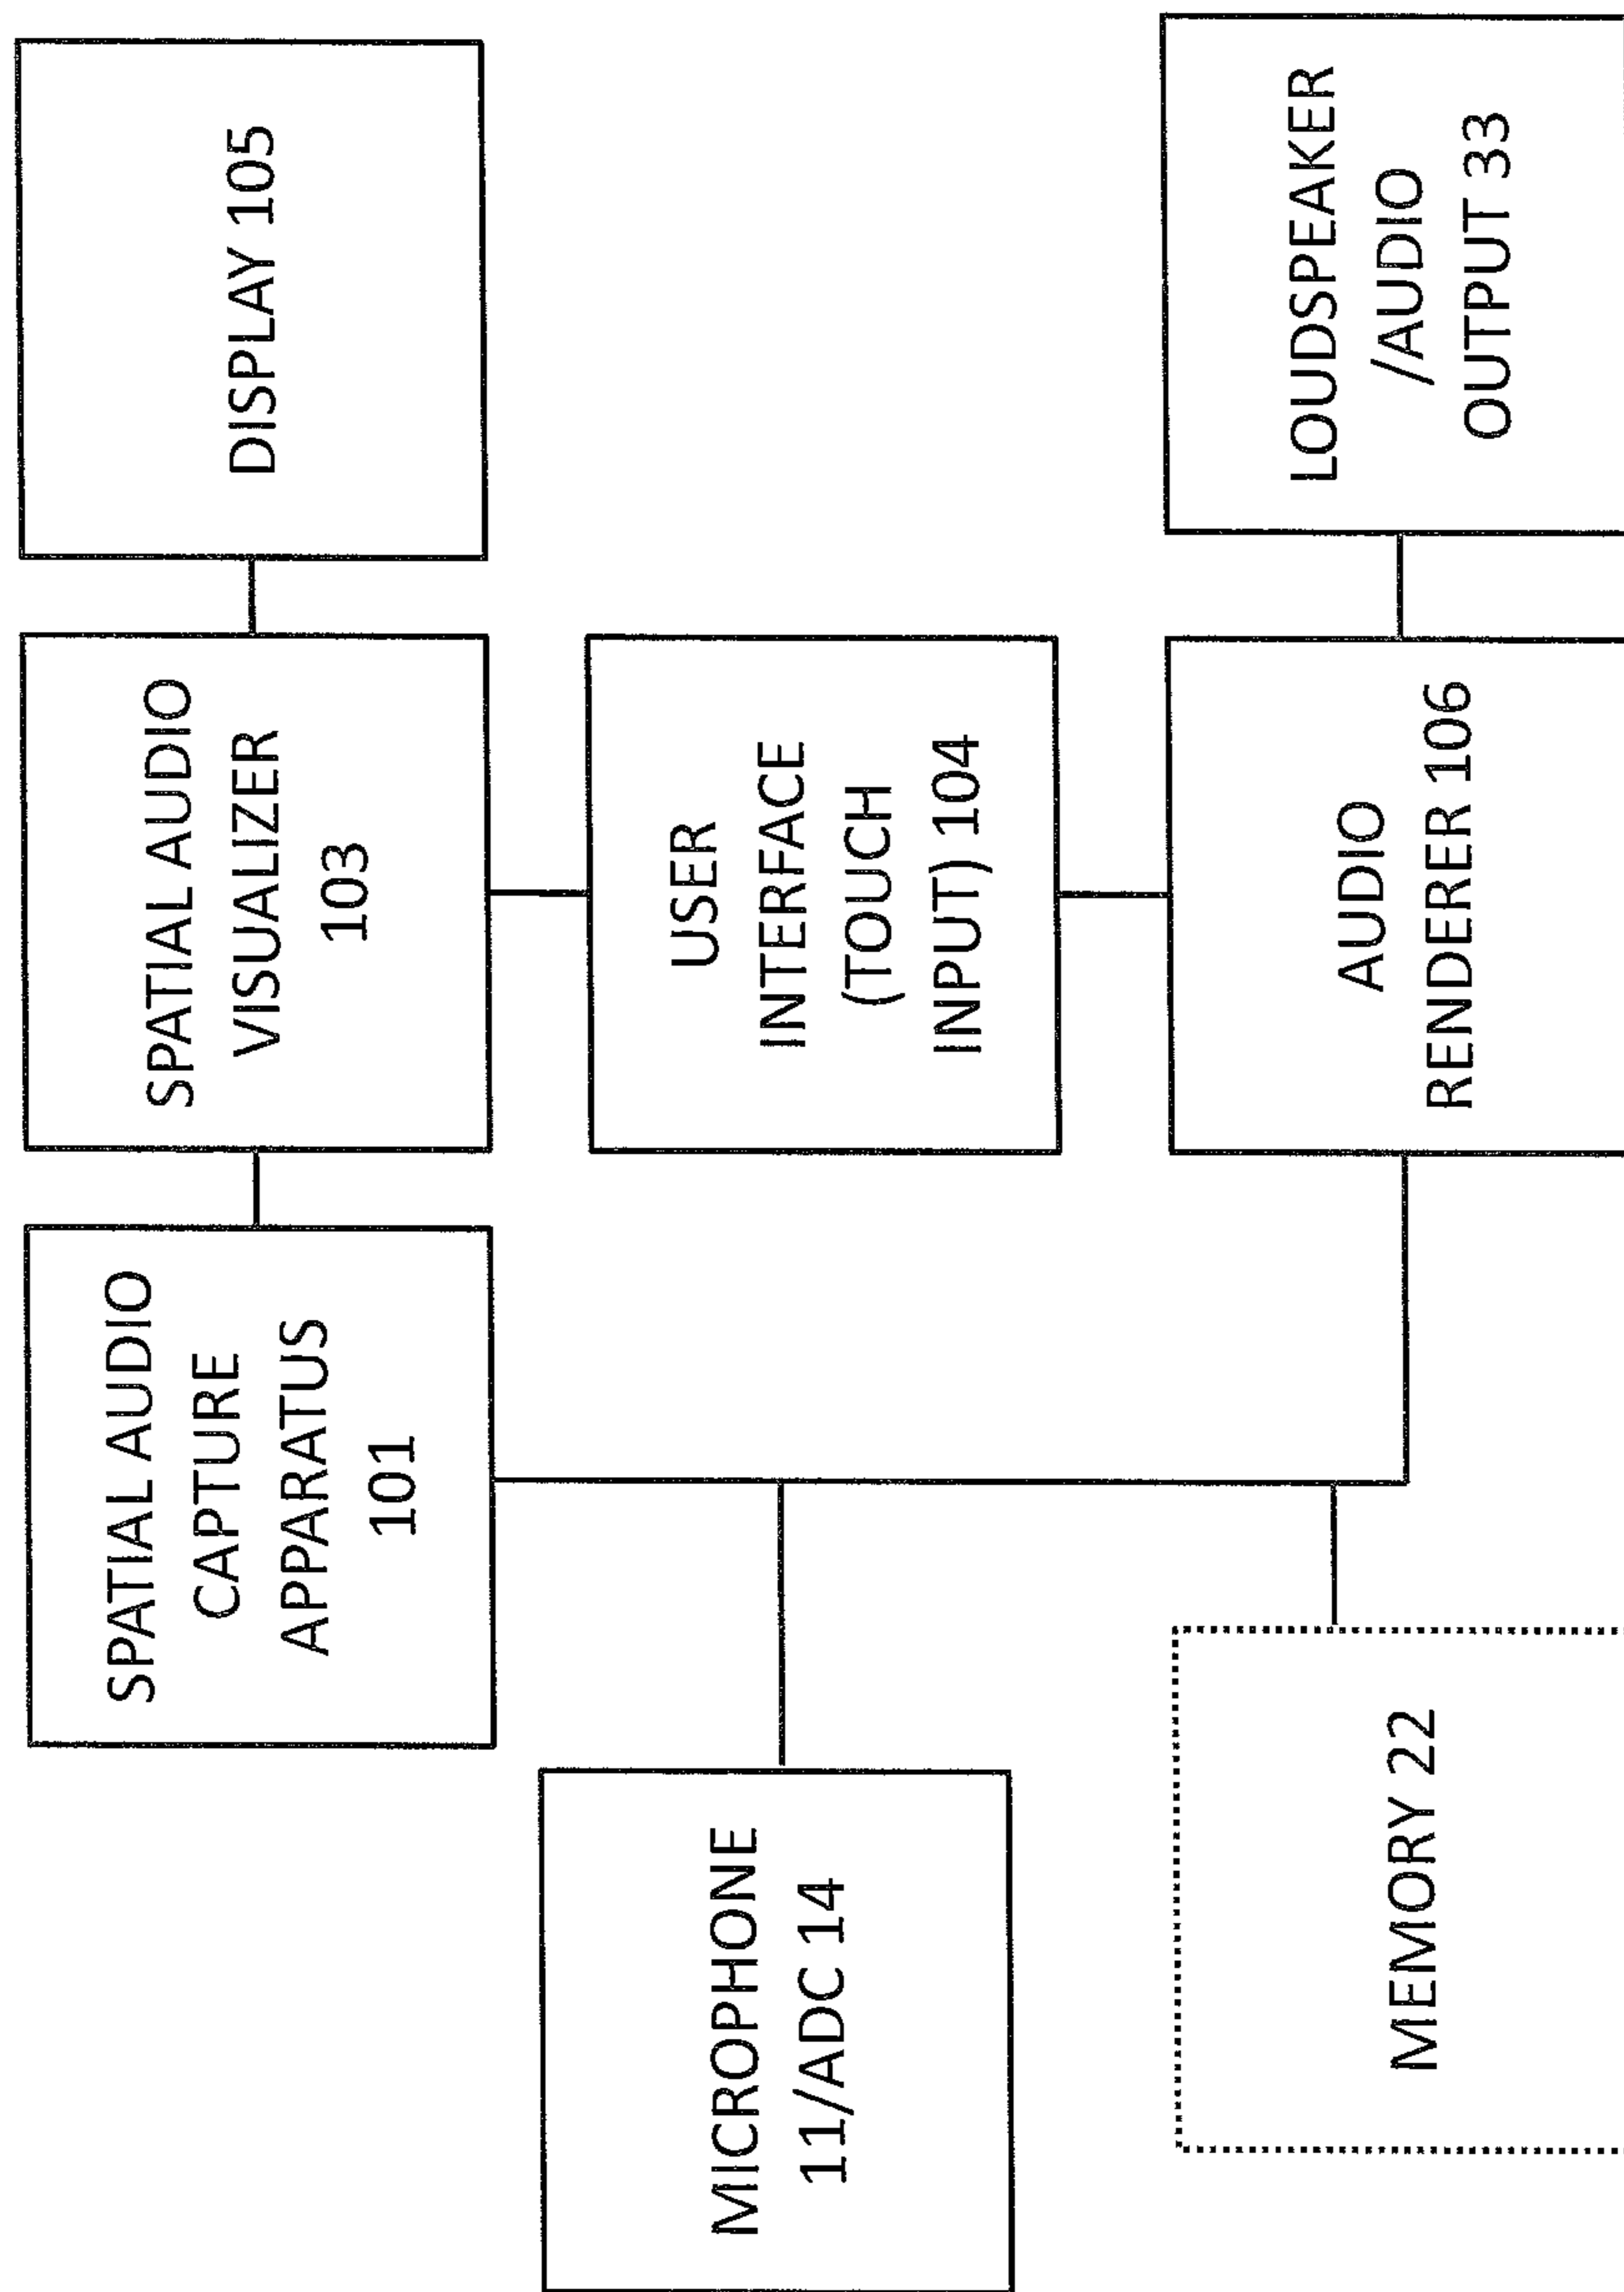 MICROPHONE
11/ADC 14
MEMORY 22
SPATIAL AUDIO
CAPTURE
APPARATUS
101
SPATIAL AUDIO
VISUALIZER
103
USER
INTERFACE
(TOUCH
INPUT) 104
AUDIO
RENDERER 106
DISPLAY 105
LOUDSPEAKER
/AUDIO
OUTPUT 33